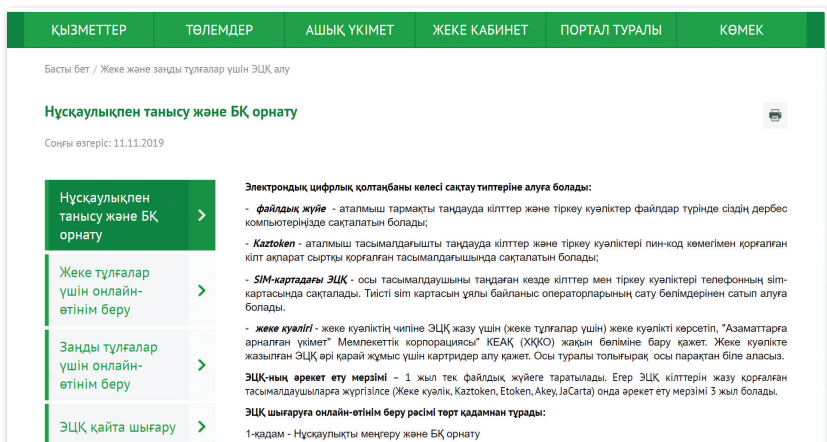 ҚЫЗМЕТТЕР ТӨЛЕМДЕР АШЫҚ ҮКІМЕТ ЖЕКЕ КАБИНЕТ ПОРТАЛ ТУРАЛЫ КӨМЕК
Басты бет / Жеке және заңды тұлғалар үшін ЭЦҚ алу
Нұсқаулықпен танысу және БҚ орнату
Соңғы өзгеріс: 11.11.2019
Нұсқаулықпен
танысу және БҚ
орнату
Жеке тұлғалар
үшін онлайн-
өтінім беру
Заңды тұлғалар
үшін онлайн-
өтінім беру
ЭЦҚ қайта шығару
Электрондық цифрлық қолтаңбаны келесі сақтау типтеріне алуға болады:
- файлдық жүйе - аталмыш тармақты таңдауда кілттер және тіркеу куәліктер файлдар түрінде сіздің дербес
компьютеріңізде сақталатын болады;
- Kaztoken - аталмыш тасымалдағышты таңдауда кілттер және тіркеу куәліктері пин-код көмегімен қорғалған
кілт ақпарат сыртқы қорғалған тасымалдағышында сақталатын болады;
- SIM-картадағы ЭЦҚ - осы тасымалдаушыны таңдаған кезде кілттер мен тіркеу куәліктері телефонның sim-
картасында сақталады. Тиісті sim картасын ұялы байланыс операторларының сату бөлімдерінен сатып алуға
болады.
- жеке куәлігі - жеке куәліктің чипіне ЭЦҚ жазу үшін (жеке тұлғалар үшін) жеке куәлікті көрсетіп, "Азаматтарға
арналған үкімет" Мемлекеттік корпорациясы" КЕАҚ (ХҚКО) жақын бөліміне бару қажет. Жеке куәлікте
жазылған ЭЦҚ әрі қарай жұмыс үшін картридер алу қажет. Осы туралы толығырақ осы парақтан біле аласыз.
ЭЦҚ-ның әрекет ету мерзімі – 1 жыл тек файлдық жүйеге таратылады. Егер ЭЦҚ кілттерін жазу қорғалған
тасымалдаушыларға жүргізілсе (Жеке куәлік, Kaztoken, Etoken, Akey, JaCarta) онда әрекет ету мерзімі 3 жыл болады.
ЭЦҚ шығаруға онлайн-өтінім беру рәсімі төрт қадамнан тұрады:
1-қадам - Нұсқаулықты меңгеру және БҚ орнату